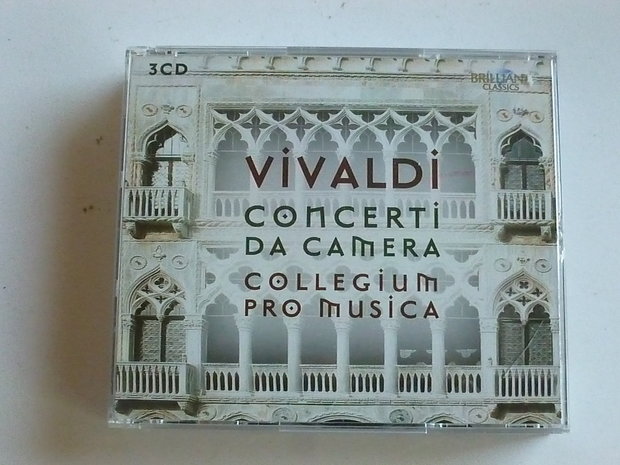 3CD
BRILLIANT
CLASSICS
VIVALDI
CONCERTI
DA CAMERA
COLLEGIUM
PRO MUSICA